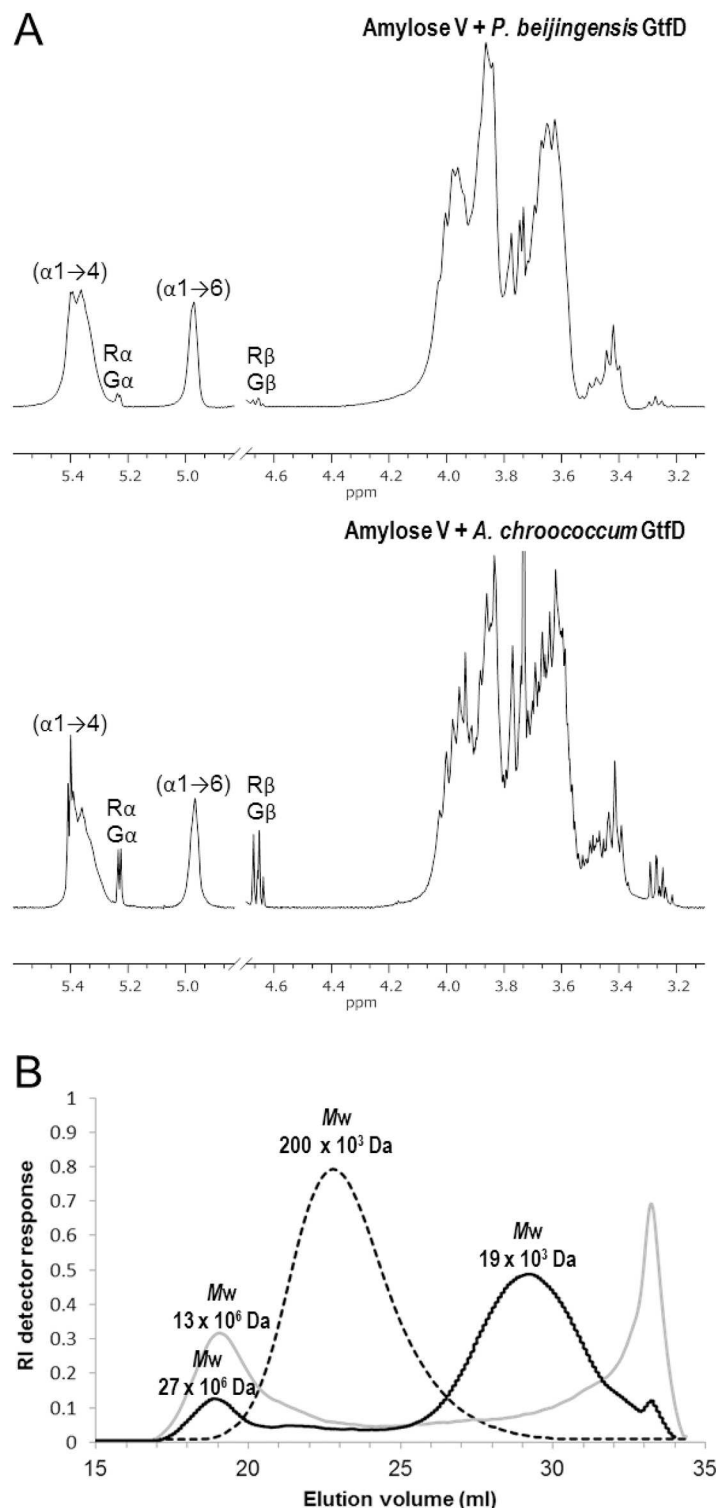 A
Amylose V + P. beijingensis GtfD
(α1→4)
(α1→6)
Rα
Gα
Rβ
Gβ
5.4 5.2 5.0 4.6 4.4 4.2 4.0 3.8 3.6 3.4 3.2
ppm ppm
Amylose V + A. chroococcum GtfD
(α1→4)
Rα
Gα
(α1→6)
Rβ
Gβ
5.4 5.2 5.0 4.6 4.4 4.2 4.0 3.8 3.6 3.4 3.2
ppm ppm
B
RI detector response
1
0.9
0.8
0.7
0.6
0.5
0.4
0.3
0.2
0.1
0
Mw
200 x 10³ Da
Mw
19 x 10³ Da
Mw
13 x 10⁶ Da
Mw
27 x 10⁶ Da
15 20 25 30 35
Elution volume (ml)